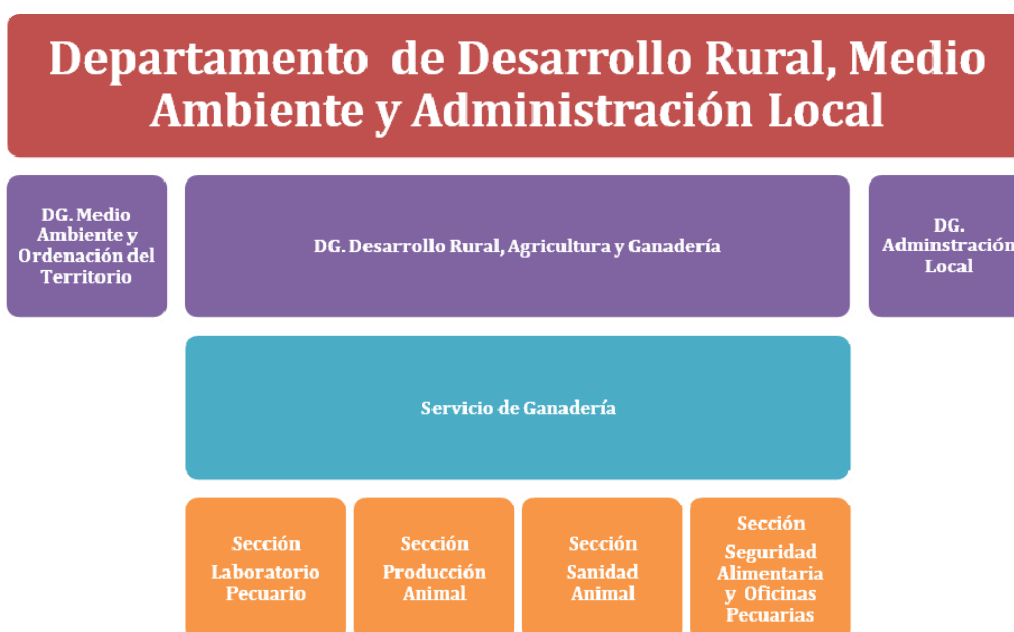 Departamento de Desarrollo Rural, Medio
Ambiente y Administración Local
DG. Medio
Ambiente y
Ordenación del
Territorio
DG. Desarrollo Rural, Agricultura y Ganadería
DG.
Adminstración
Local
Servicio de Ganadería
Sección
Laboratorio
Pecuario
Sección
Producción
Animal
Sección
Sanidad
Animal
Sección
Seguridad
Alimentaria
y Oficinas
Pecuarias